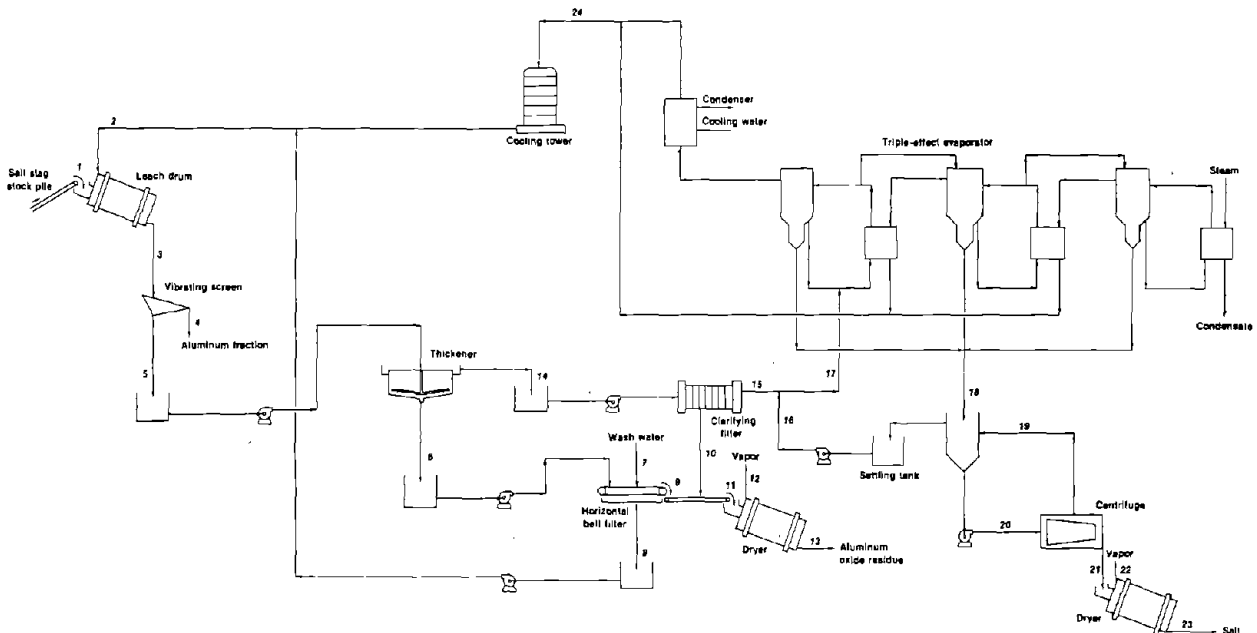 24
Condenser
Cooling water
2
Cooling tower
Triple-effect evaporator
1
Salt slag
stock pile
Leach drum
Steam
3
Vibrating screen
4
Aluminum fraction
Condensate
Thickener
5
14
15
17
16
18
Clarifying
filter
19
Wash water
6
7
10
Vapor
Settling tank
8
11
12
Horizontal
belt filter
Centrifuge
20
Dryer
13
Aluminum
oxide residue
9
Vapor
21
22
Dryer
23
Salt